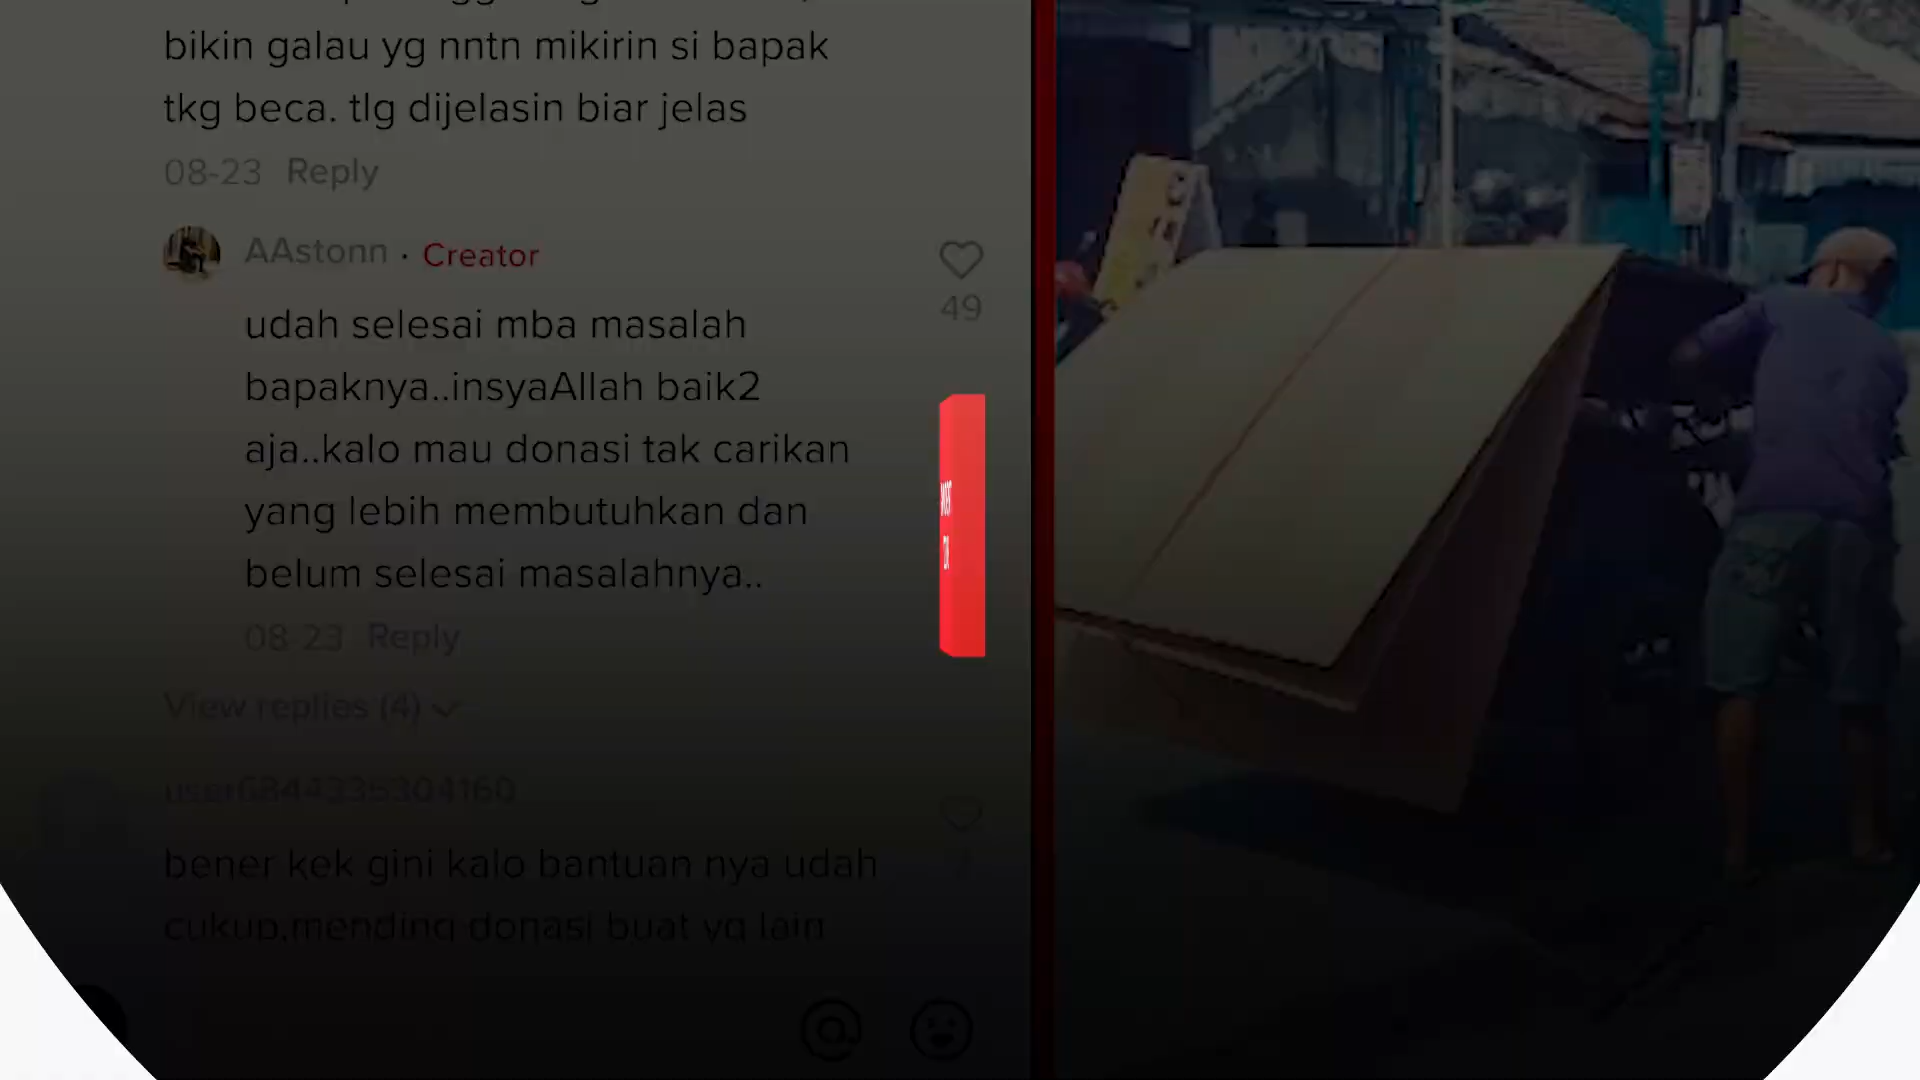 bikin galau yg nntn mikirin si bapak
tkg beca. tlg dijelasin biar jelas
08-23 Reply
AAstonn · Creator
49
udah selesai mba masalah
bapaknya..insyaAllah baik2
aja..kalo mau donasi tak carikan
yang lebih membutuhkan dan
belum selesai masalahnya..
08-23 Reply
View replies (4)
user6844335304160
bener kek gini kalo bantuan nya udah
cukup,mending donasi buat yg lain